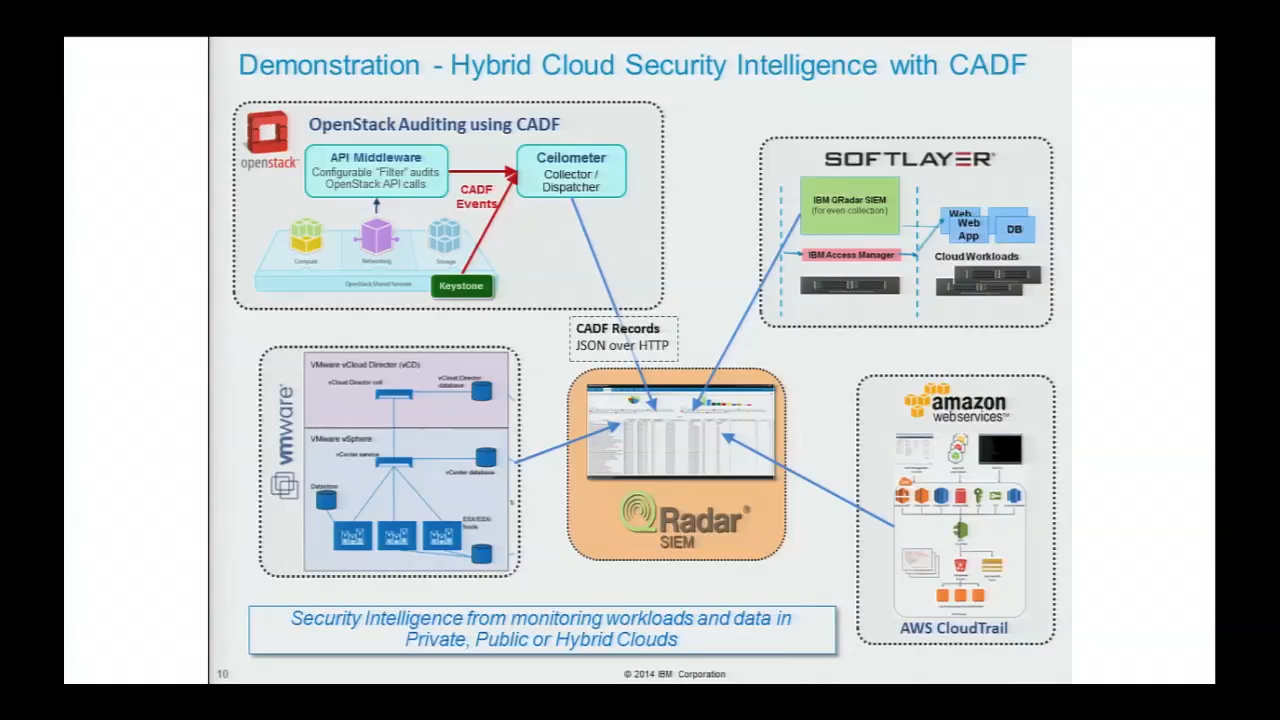 Demonstration - Hybrid Cloud Security Intelligence with CADF
openstack™
OpenStack Auditing using CADF
API Middleware
Configurable "Filter" audits
OpenStack API calls
CADF
Events
Ceilometer
Collector /
Dispatcher
Compute
Networking
Storage
OpenStack Shared Services
Keystone
SOFTLAYER®
IBM QRadar SIEM
(for even collection)
IBM Access Manager
Web
Web
App
DB
Cloud Workloads
CADF Records
JSON over HTTP
vmware®
VMware vCloud Director (vCD)
vCloud Director cell
vCloud Director
database
VMware vSphere
vCenter service
vCenter database
Datastore
ESX/ESXi
hosts
QRadar®
SIEM
amazon
webservices™
AWS CloudTrail
Security Intelligence from monitoring workloads and data in
Private, Public or Hybrid Clouds
10
© 2014 IBM Corporation